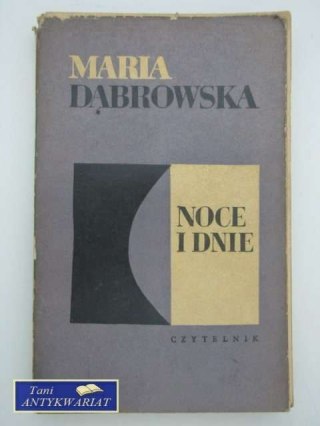 MARIA
DĄBROWSKA
NOCE
I DNIE
CZYTELNIK
Tani
ANTYKWARIAT